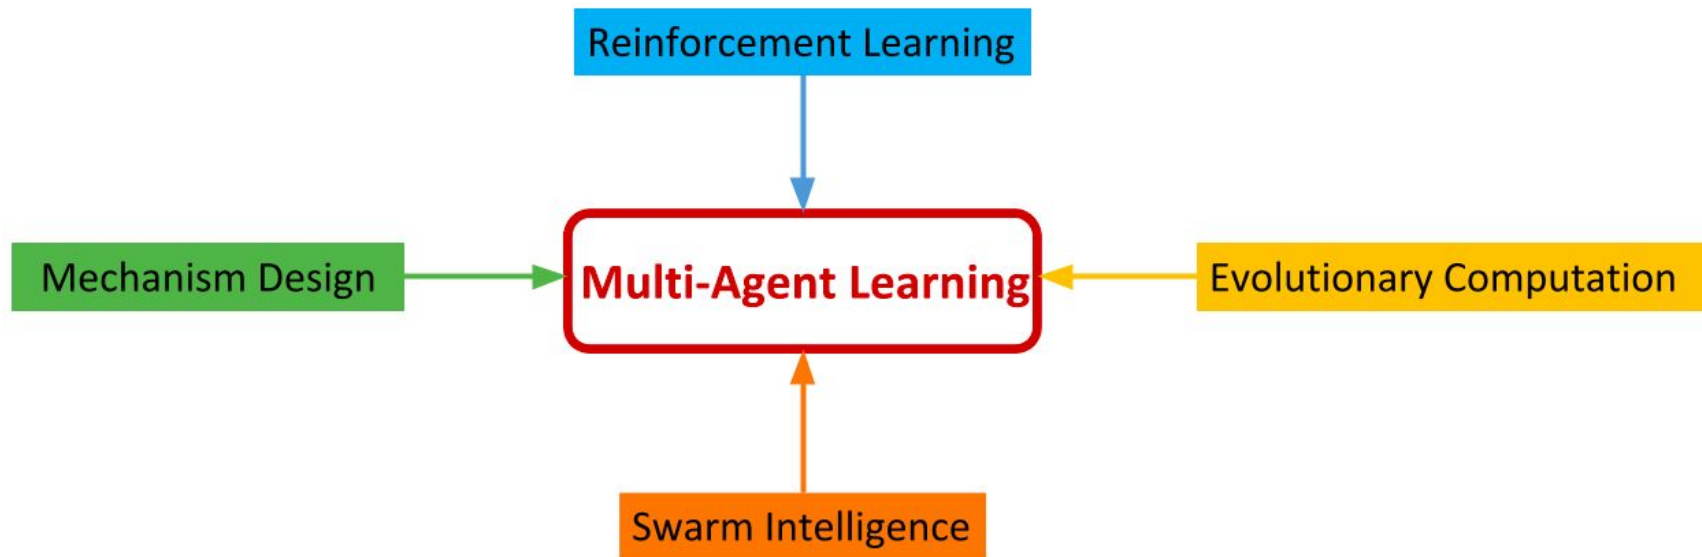 Reinforcement Learning
Mechanism Design
Multi-Agent Learning
Evolutionary Computation
Swarm Intelligence